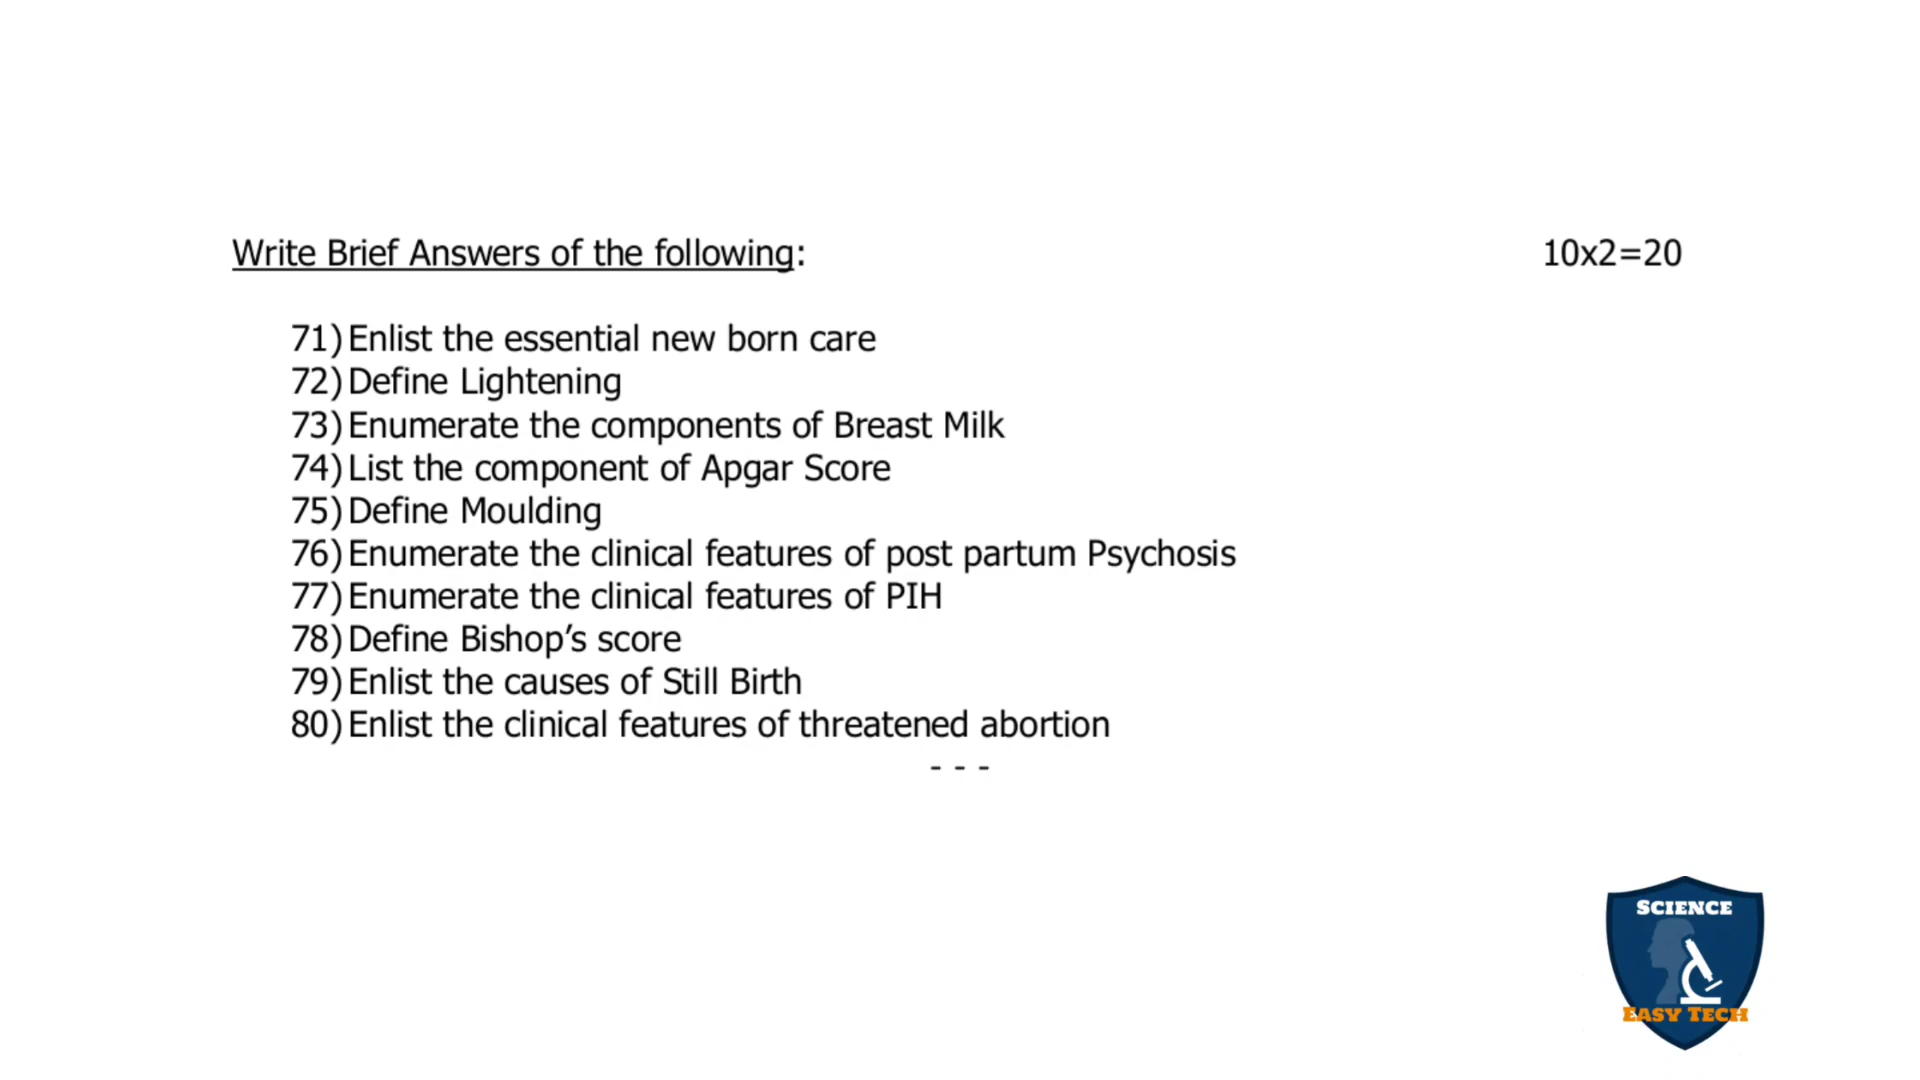 Write Brief Answers of the following: 10x2=20
71) Enlist the essential new born care
72) Define Lightening
73) Enumerate the components of Breast Milk
74) List the component of Apgar Score
75) Define Moulding
76) Enumerate the clinical features of post partum Psychosis
77) Enumerate the clinical features of PIH
78) Define Bishop’s score
79) Enlist the causes of Still Birth
80) Enlist the clinical features of threatened abortion
- - -
SCIENCE
EASY TECH